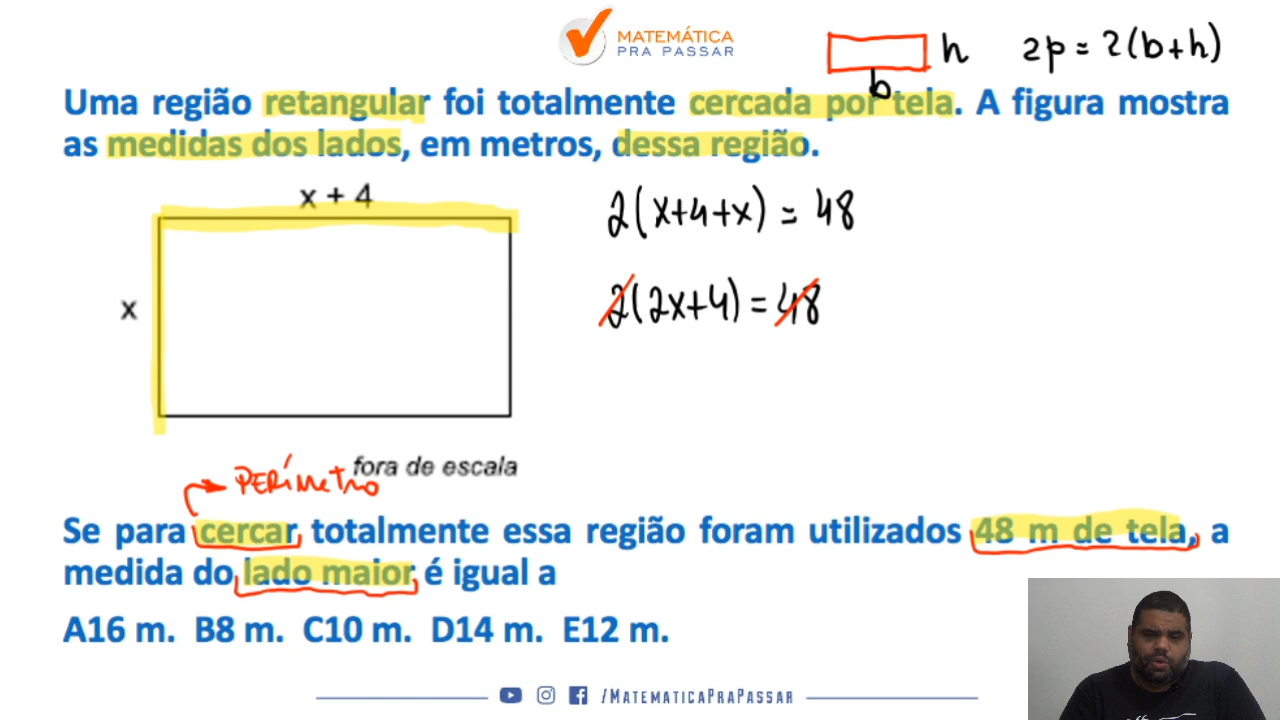 MATEMÁTICA
PRA PASSAR
h
b
2p = 2(b+h)
Uma região retangular foi totalmente cercada por tela. A figura mostra
as medidas dos lados, em metros, dessa região.
x + 4
x
2(x+4+x) = 48
2(2x+4) = 48
fora de escala
PERÍMETRO
Se para cercar totalmente essa região foram utilizados 48 m de tela, a
medida do lado maior é igual a
A16 m. B8 m. C10 m. D14 m. E12 m.
/MATEMATICAPRAPASSAR